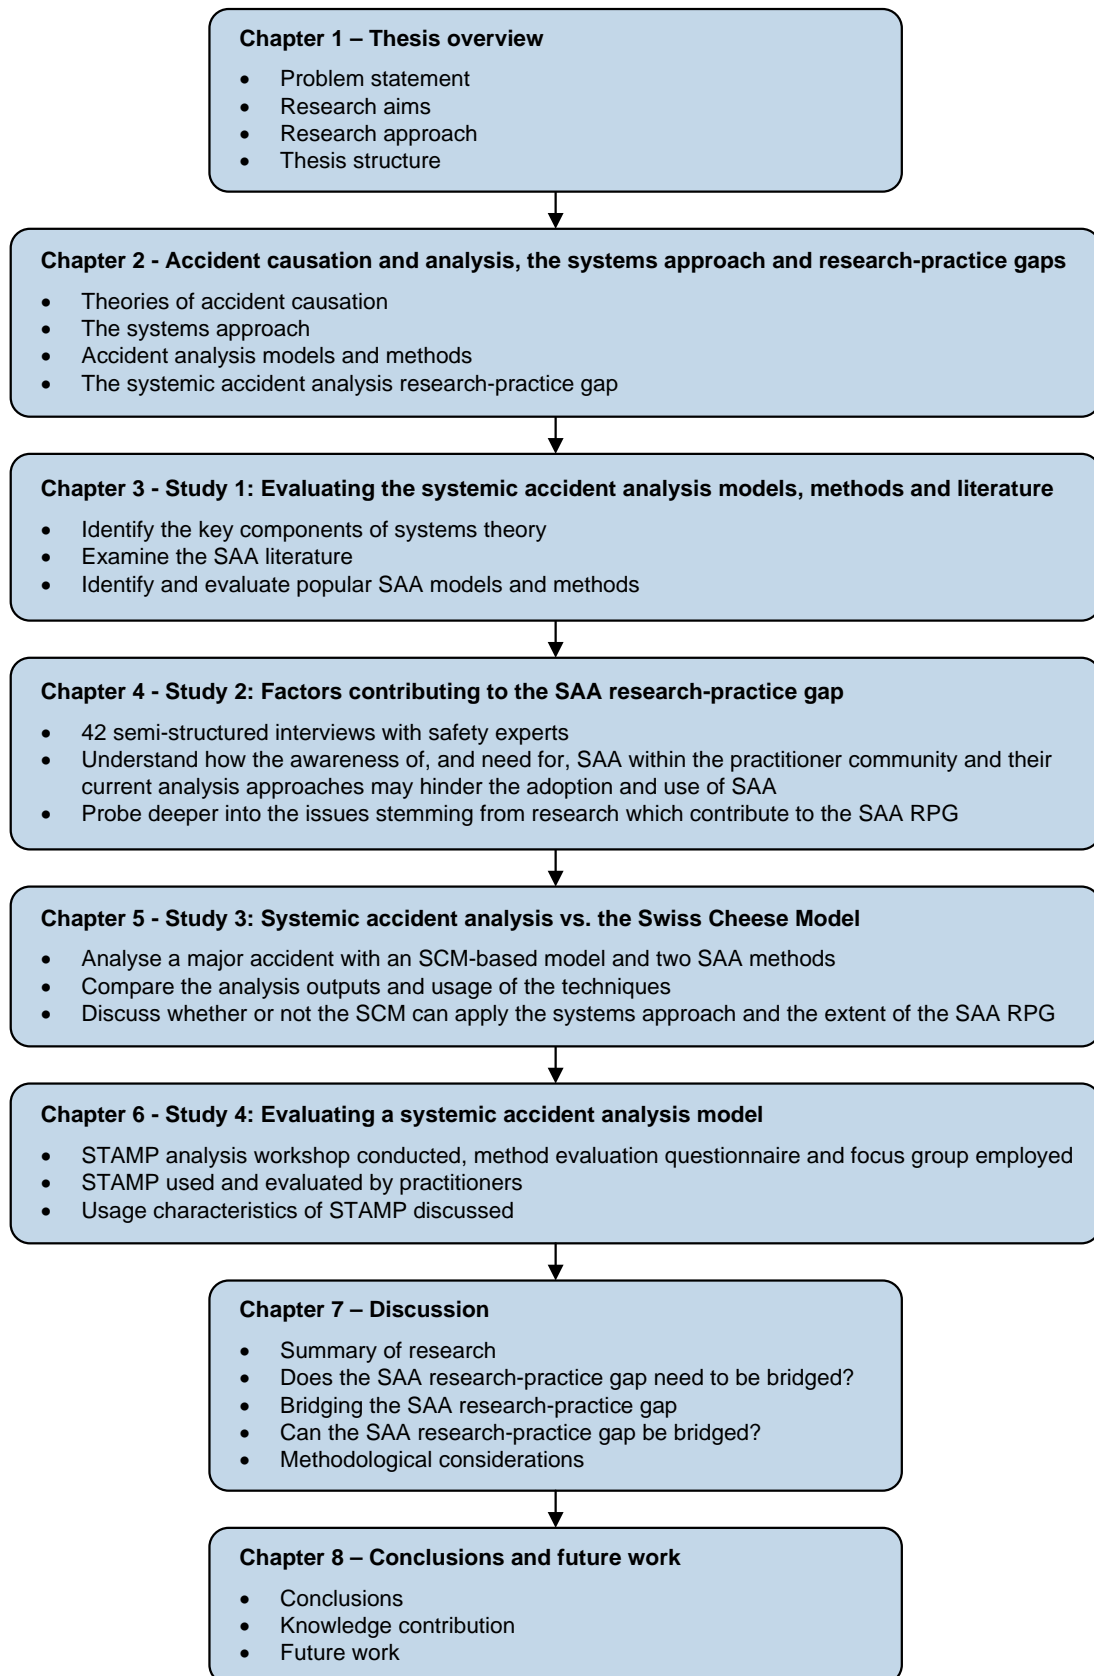 Chapter 1 – Thesis overview
• Problem statement
• Research aims
• Research approach
• Thesis structure
Chapter 2 - Accident causation and analysis, the systems approach and research-practice gaps
• Theories of accident causation
• The systems approach
• Accident analysis models and methods
• The systemic accident analysis research-practice gap
Chapter 3 - Study 1: Evaluating the systemic accident analysis models, methods and literature
• Identify the key components of systems theory
• Examine the SAA literature
• Identify and evaluate popular SAA models and methods
Chapter 4 - Study 2: Factors contributing to the SAA research-practice gap
• 42 semi-structured interviews with safety experts
• Understand how the awareness of, and need for, SAA within the practitioner community and their
current analysis approaches may hinder the adoption and use of SAA
• Probe deeper into the issues stemming from research which contribute to the SAA RPG
Chapter 5 - Study 3: Systemic accident analysis vs. the Swiss Cheese Model
• Analyse a major accident with an SCM-based model and two SAA methods
• Compare the analysis outputs and usage of the techniques
• Discuss whether or not the SCM can apply the systems approach and the extent of the SAA RPG
Chapter 6 - Study 4: Evaluating a systemic accident analysis model
• STAMP analysis workshop conducted, method evaluation questionnaire and focus group employed
• STAMP used and evaluated by practitioners
• Usage characteristics of STAMP discussed
Chapter 7 – Discussion
• Summary of research
• Does the SAA research-practice gap need to be bridged?
• Bridging the SAA research-practice gap
• Can the SAA research-practice gap be bridged?
• Methodological considerations
Chapter 8 – Conclusions and future work
• Conclusions
• Knowledge contribution
• Future work